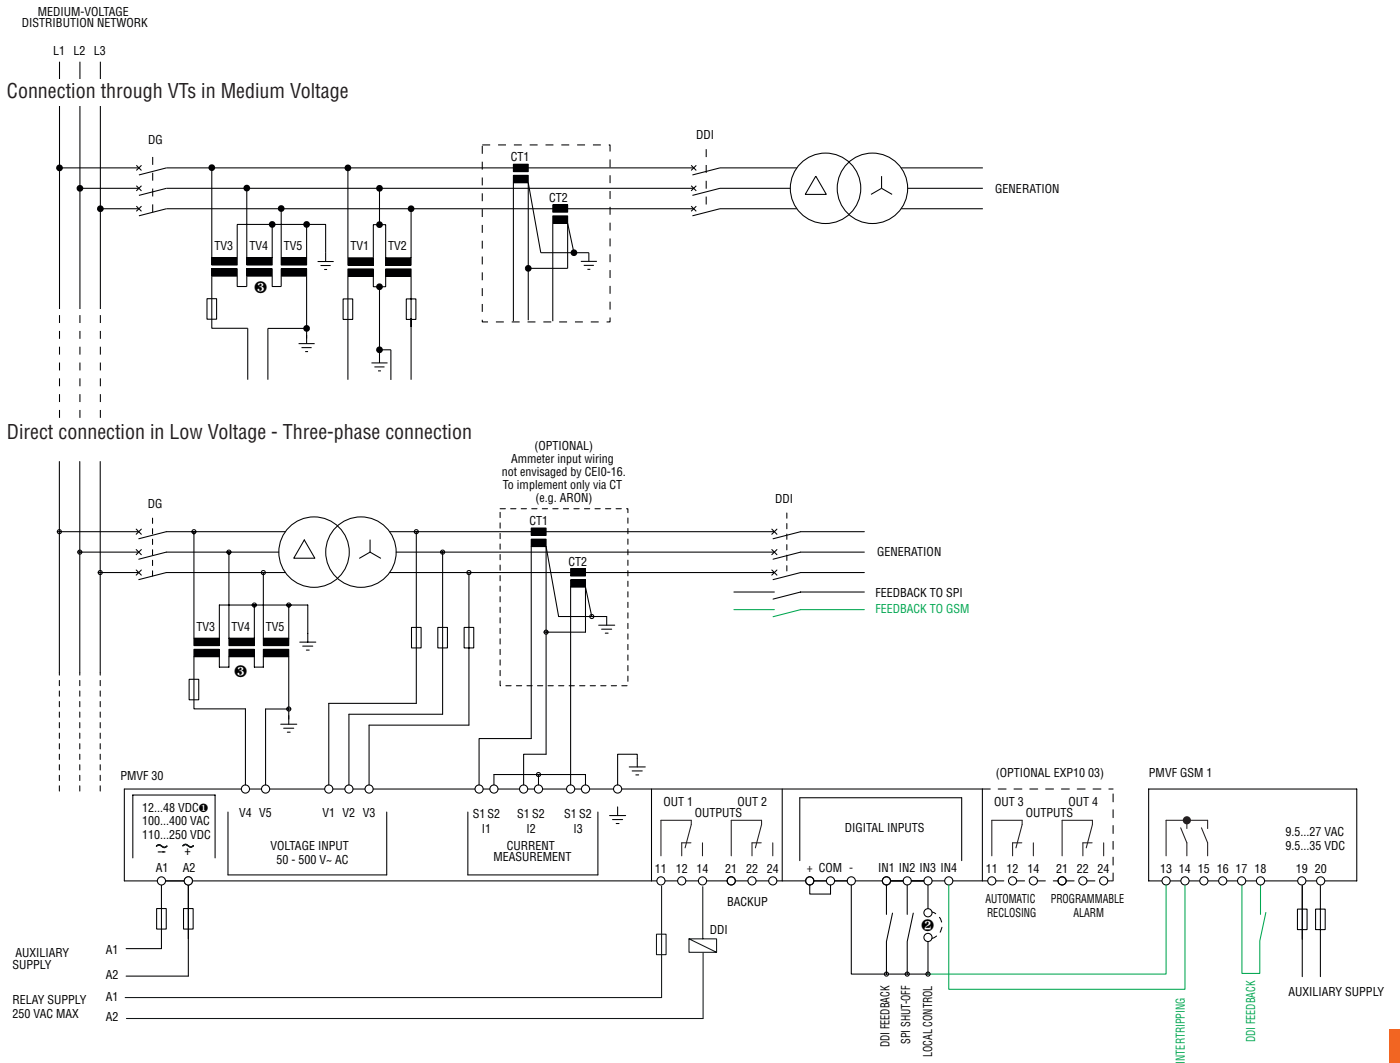 MEDIUM-VOLTAGE
DISTRIBUTION NETWORK
L1 L2 L3
Connection through VTs in Medium Voltage
DG
CT1
DDI
CT2
GENERATION
TV3 TV4 TV5
TV1 TV2
❸
Direct connection in Low Voltage - Three-phase connection
(OPTIONAL)
Ammeter input wiring
not envisaged by CEI0-16.
To implement only via CT
(e.g. ARON)
DG
CT1
DDI
CT2
GENERATION
FEEDBACK TO SPI
FEEDBACK TO GSM
TV3 TV4 TV5
❸
PMVF 30
(OPTIONAL EXP10 03)
PMVF GSM 1
12...48 VDC❶
100...400 VAC
110...250 VDC
~ ~
− +
A1 A2
V4 V5 V1 V2 V3
VOLTAGE INPUT
50 - 500 V~ AC
S1 S2 S1 S2 S1 S2
I1 I2 I3
CURRENT
MEASUREMENT
OUT 1 OUT 2
OUTPUTS
11 12 14 21 22 24
BACKUP
DIGITAL INPUTS
+ COM - IN1 IN2 IN3 IN4
OUT 3 OUT 4
OUTPUTS
11 12 14 21 22 24
AUTOMATIC
RECLOSING
PROGRAMMABLE
ALARM
9.5...27 VAC
9.5...35 VDC
13 14 15 16 17 18 19 20
❷
DDI
AUXILIARY
SUPPLY
A1
A2
RELAY SUPPLY
250 VAC MAX
A1
A2
DDI FEEDBACK
SPI SHUT-OFF
LOCAL CONTROL
INTERTRIPPING
DDI FEEDBACK
AUXILIARY SUPPLY